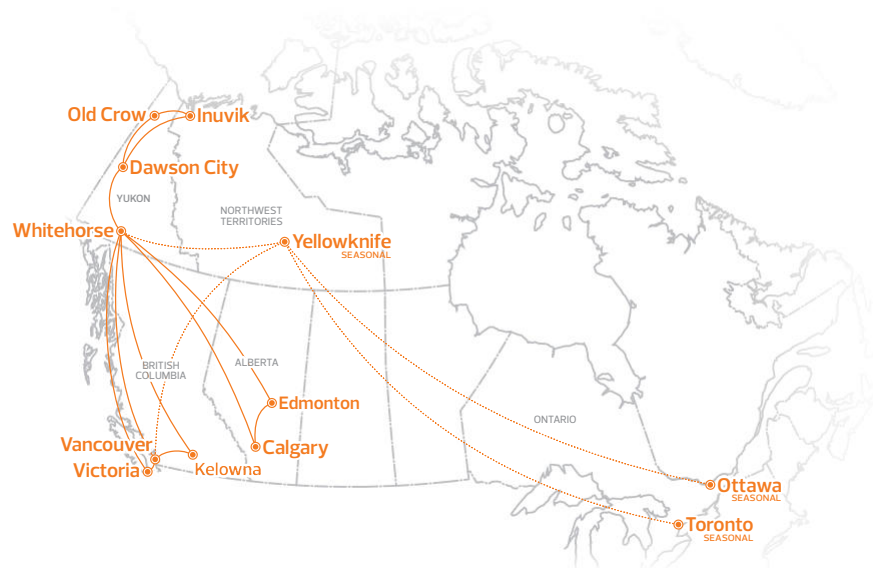 Old Crow
Inuvik
Dawson City
YUKON
NORTHWEST
TERRITORIES
Whitehorse
Yellowknife
SEASONAL
BRITISH
COLUMBIA
ALBERTA
Edmonton
ONTARIO
Vancouver
Calgary
Victoria
Kelowna
Ottawa
SEASONAL
Toronto
SEASONAL